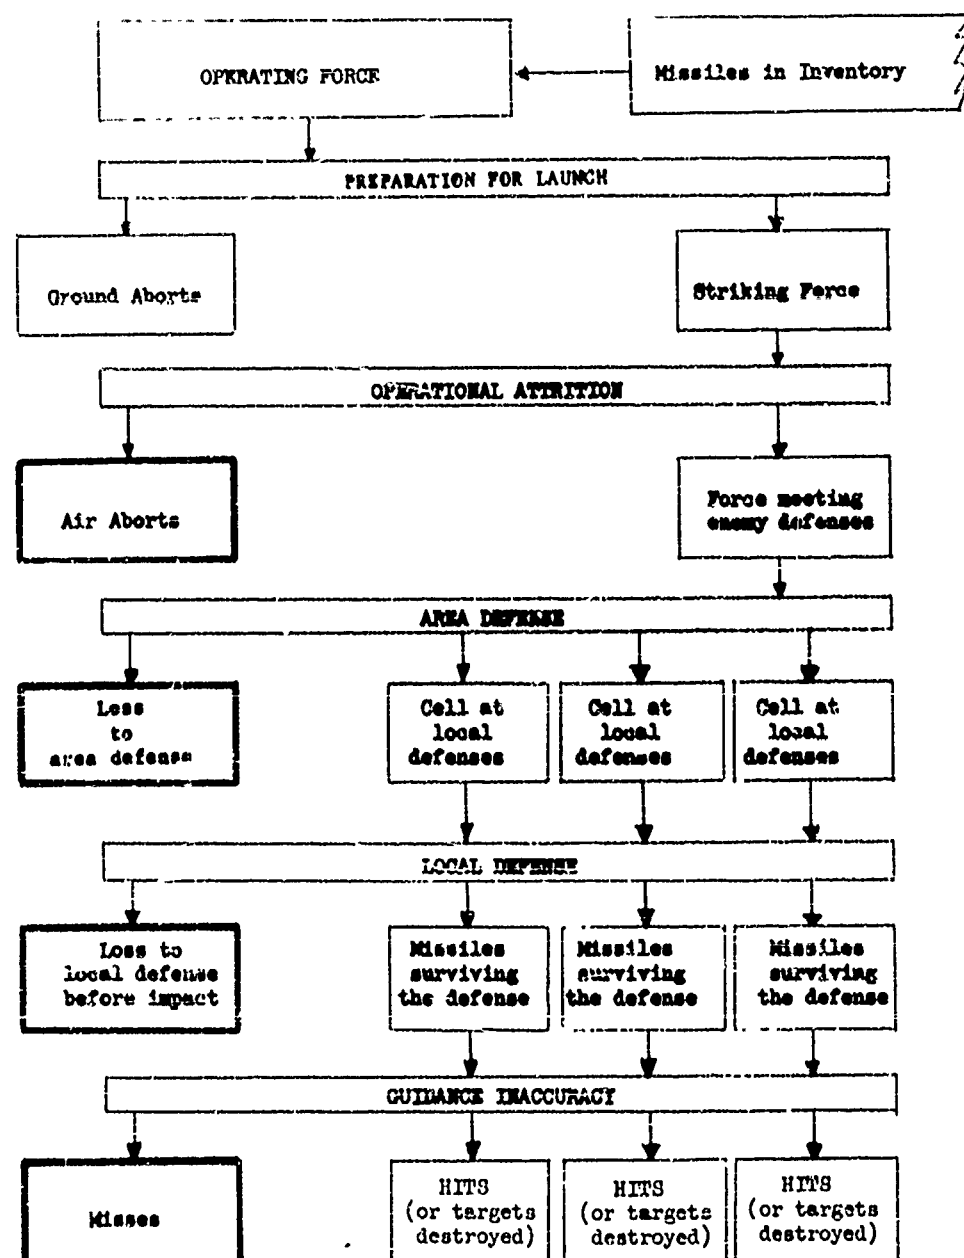 OPERATING FORCE
Missiles in Inventory
PREPARATION FOR LAUNCH
Ground Aborts
Striking Force
OPERATIONAL ATTRITION
Air Aborts
Force meeting
enemy defenses
AREA DEFENSE
Loss
to
area defense
Cell at
local
defenses
Cell at
local
defenses
Cell at
local
defenses
LOCAL DEFENSE
Loss to
local defense
before impact
Missiles
surviving
the defense
Missiles
surviving
the defense
Missiles
surviving
the defense
GUIDANCE INACCURACY
Misses
HITS
(or targets
destroyed)
HITS
(or targets
destroyed)
HITS
(or targets
destroyed)